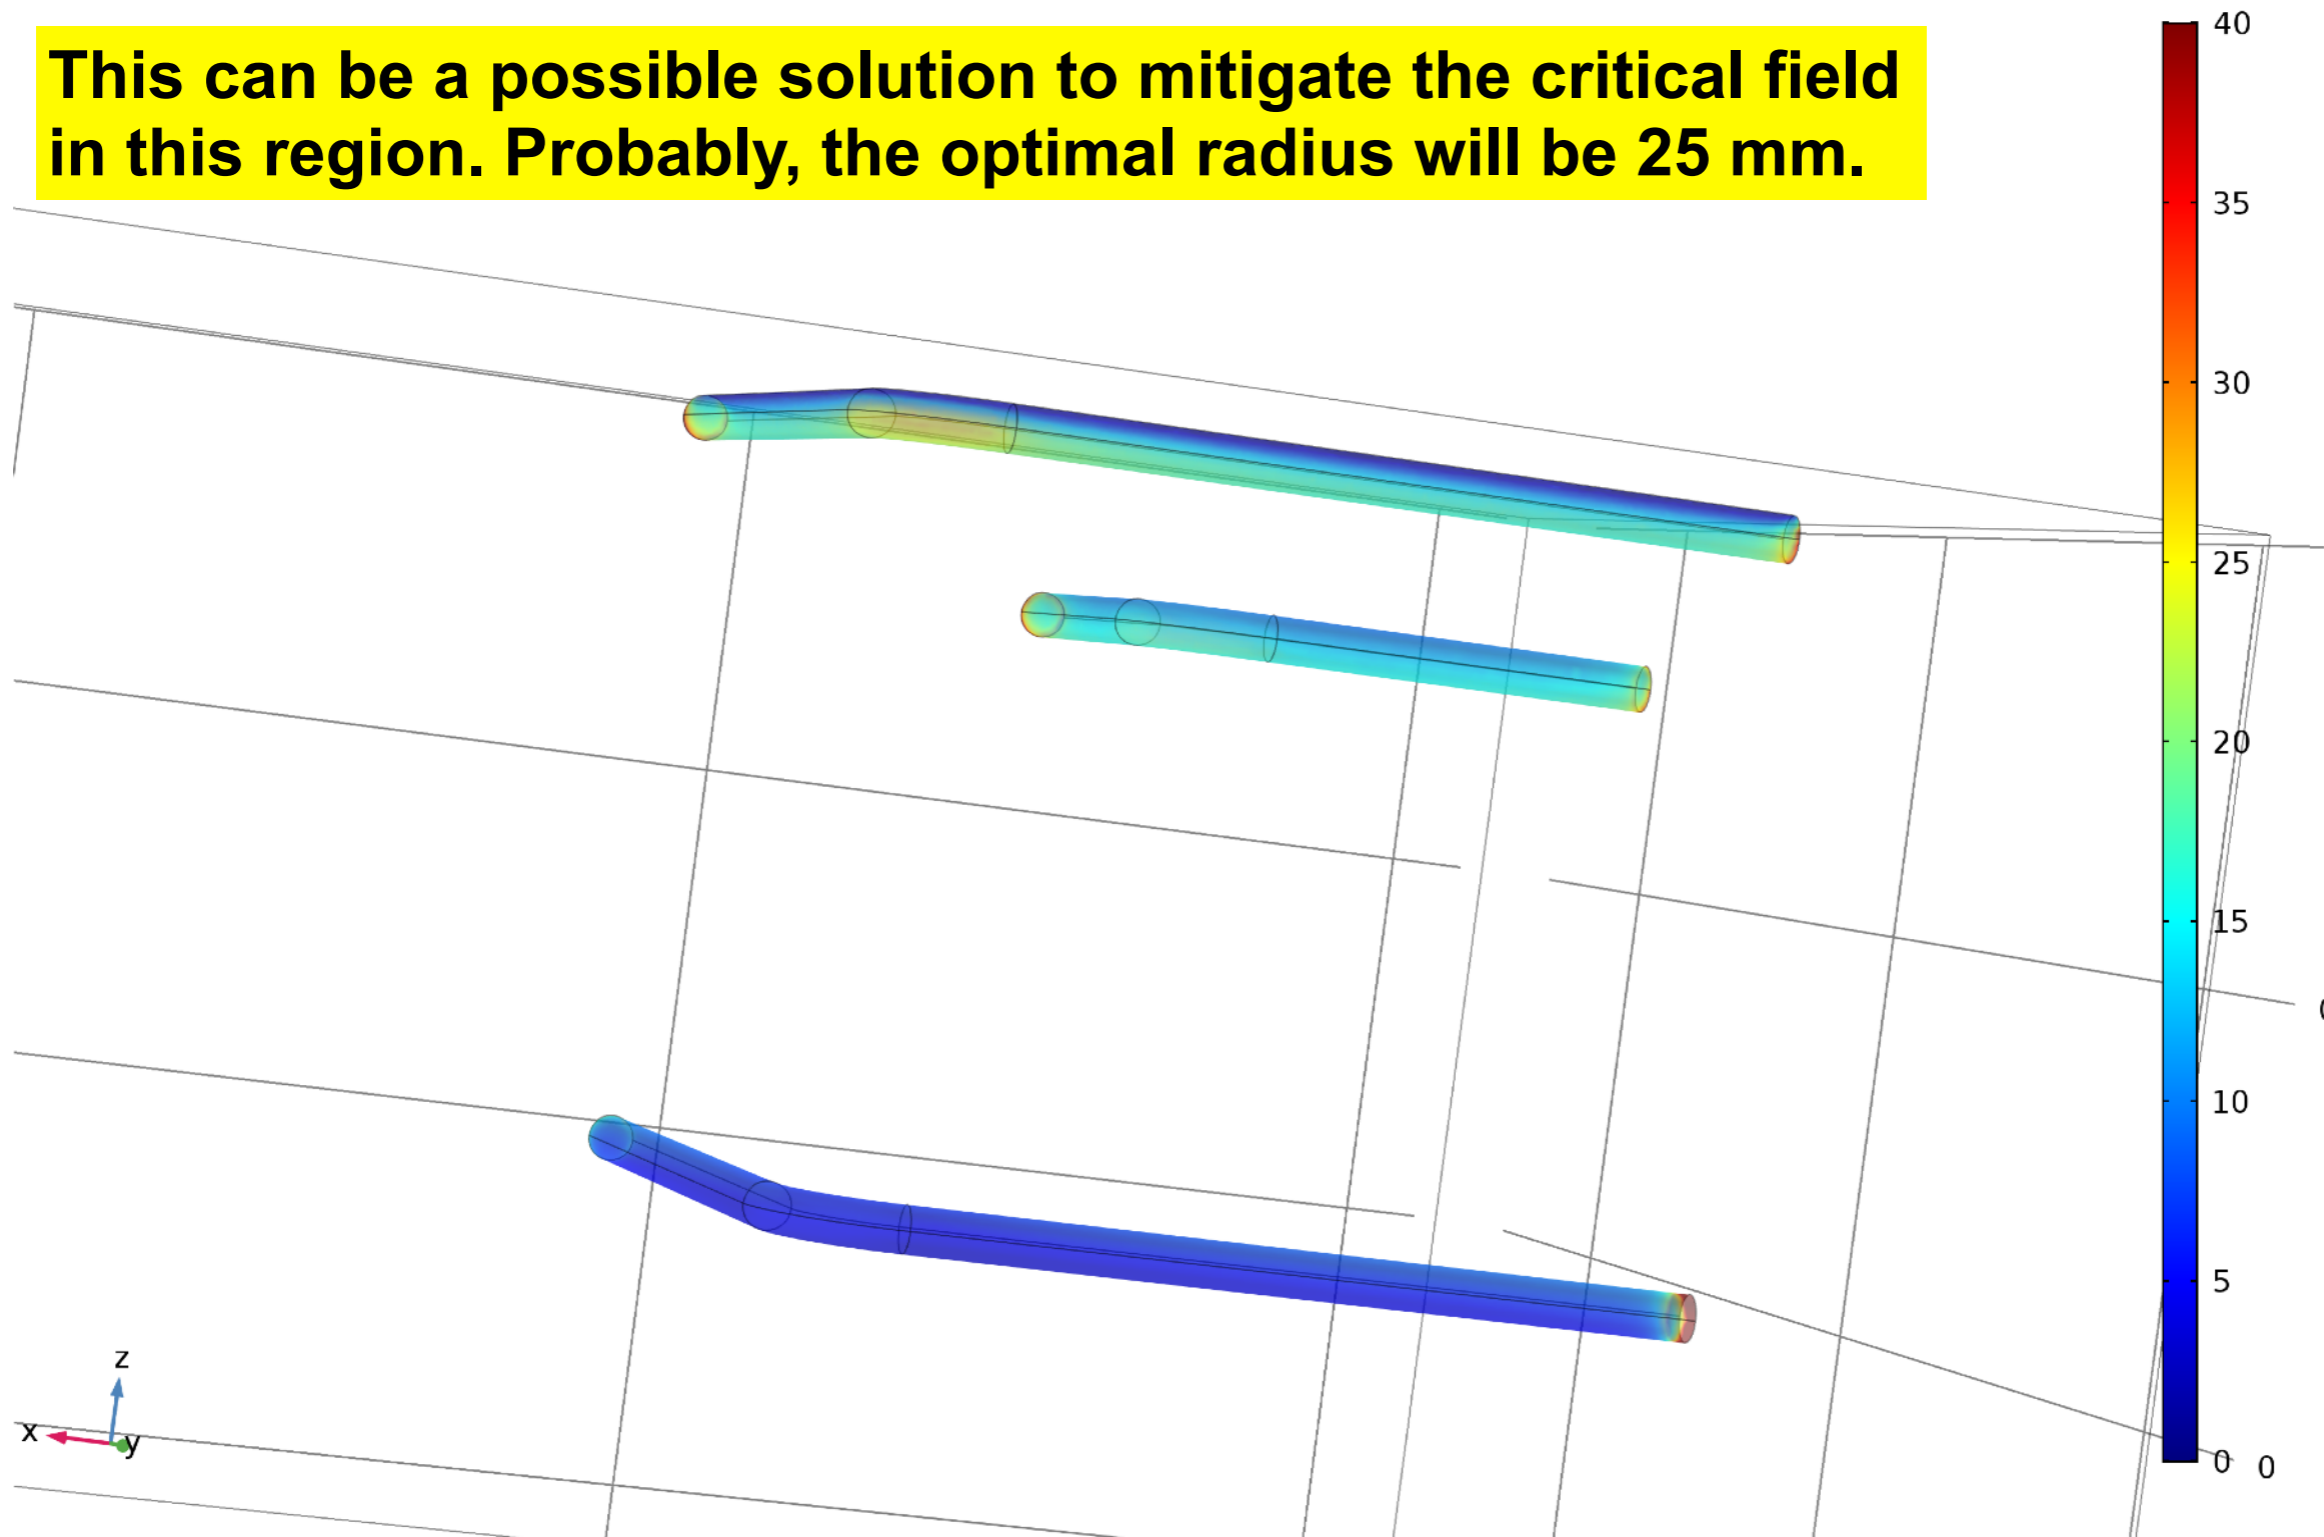 This can be a possible solution to mitigate the critical field
in this region. Probably, the optimal radius will be 25 mm.
40
35
30
25
20
15
10
5
0
0
z
x
y